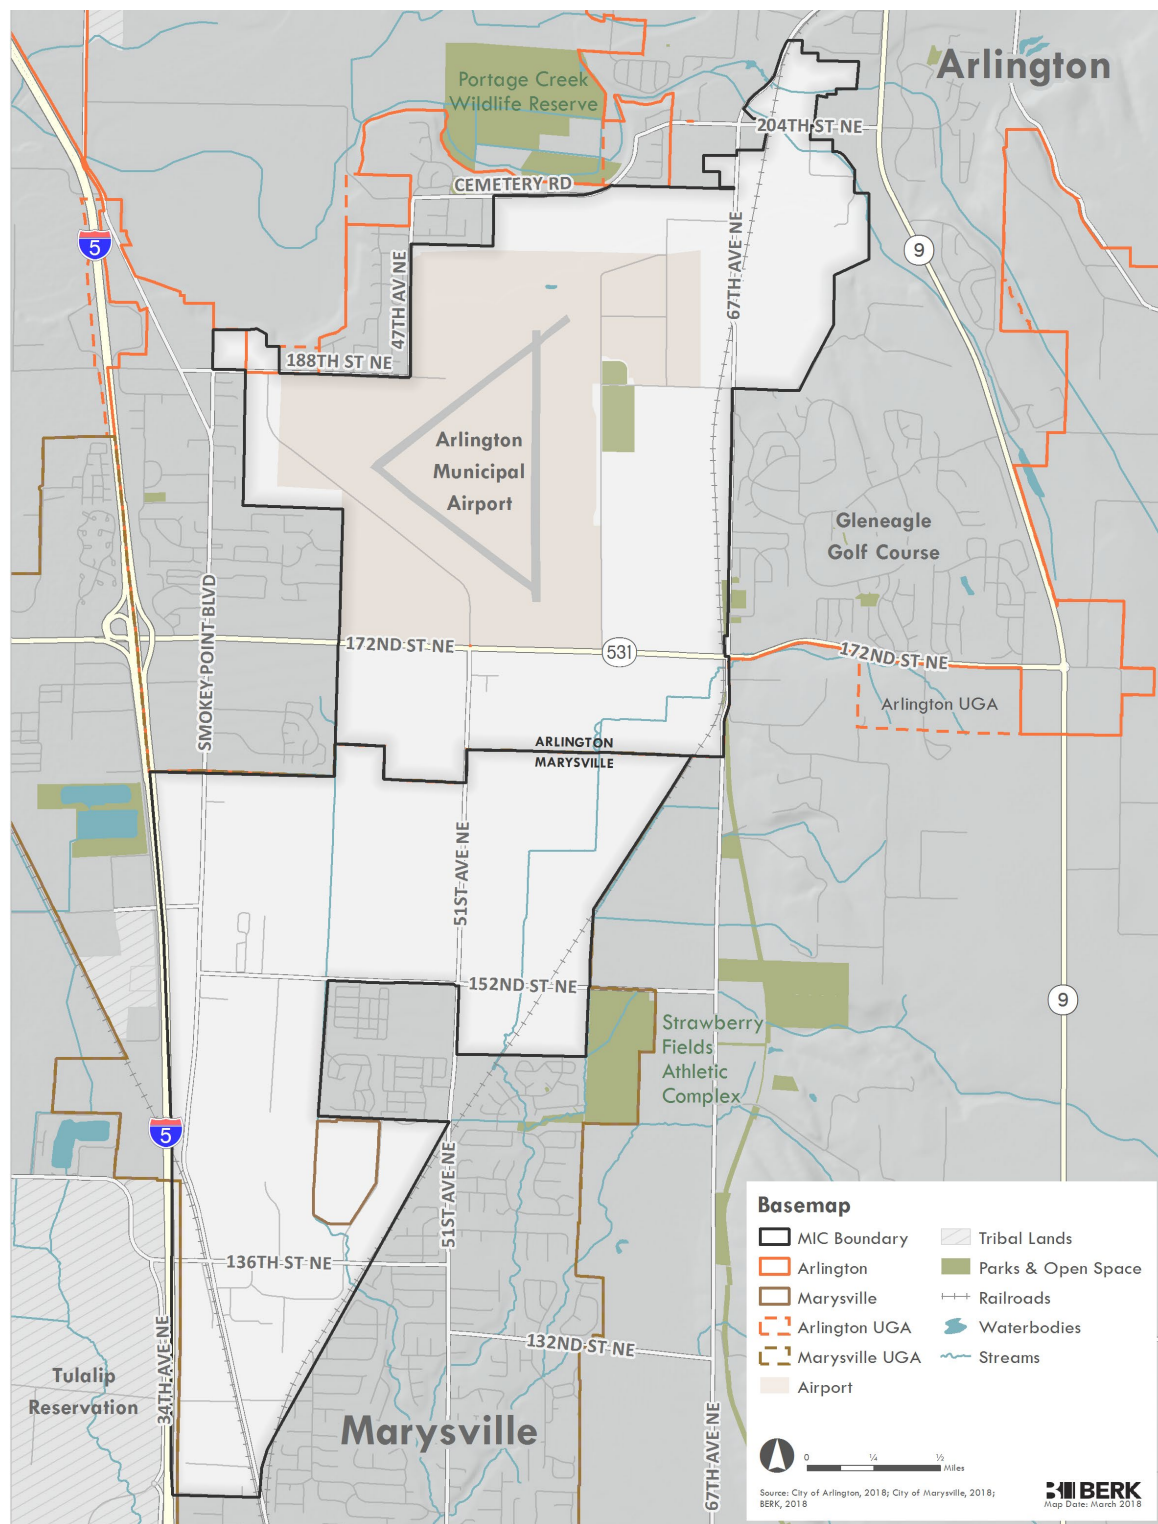 Arlington
Portage Creek
Wildlife Reserve
204TH ST NE
CEMETERY RD
5
67TH AVE NE
9
47TH AV NE
188TH ST NE
Arlington
Municipal
Airport
Gleneagle
Golf Course
SMOKEY POINT BLVD
172ND ST NE
531
172ND ST NE
Arlington UGA
ARLINGTON
MARYSVILLE
51ST AVE NE
152ND ST NE
9
Strawberry
Fields
Athletic
Complex
5
51ST AVE NE
136TH ST NE
132ND ST NE
34TH AVE NE
Tulalip
Reservation
Marysville
67TH AVE NE
Basemap
MIC Boundary
Arlington
Marysville
Arlington UGA
Marysville UGA
Airport
Tribal Lands
Parks & Open Space
Railroads
Waterbodies
Streams
0 ¼ ½
Miles
Source: City of Arlington, 2018; City of Marysville, 2018;
BERK, 2018
BERK
Map Date: March 2018